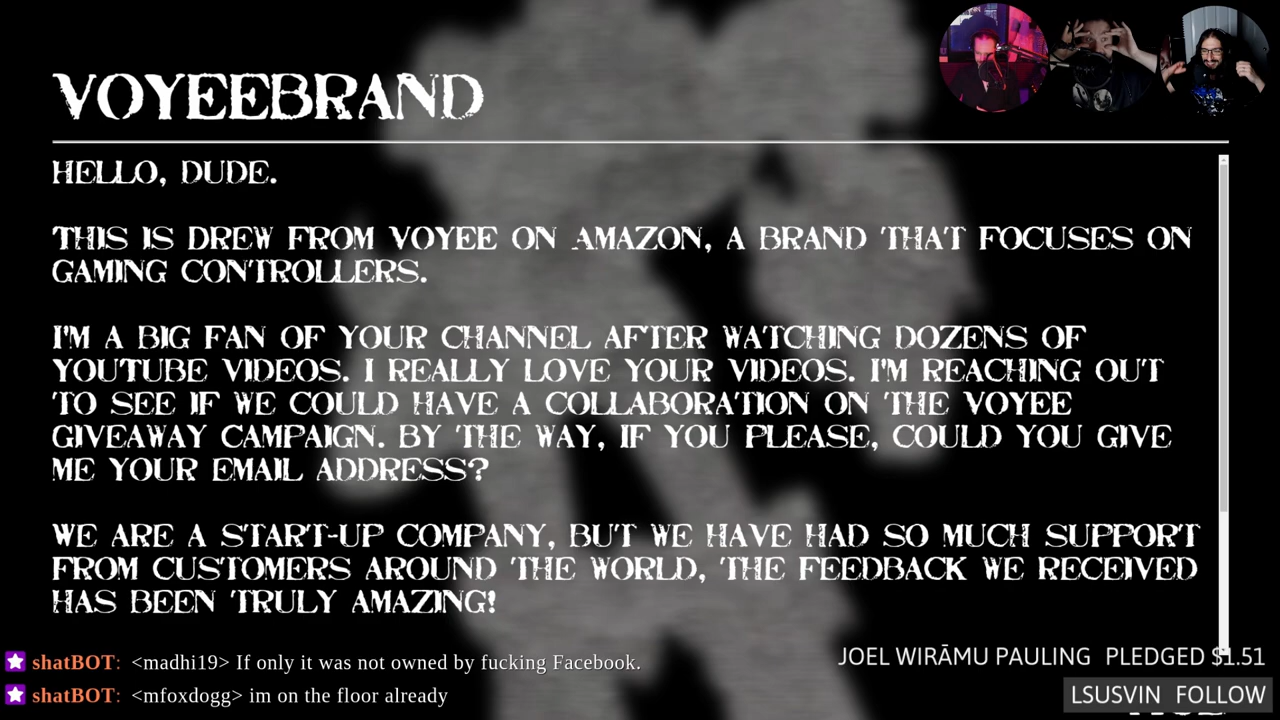 VOYEEBRAND
HELLO, DUDE.
THIS IS DREW FROM VOYEE ON AMAZON, A BRAND THAT FOCUSES ON
GAMING CONTROLLERS.
I'M A BIG FAN OF YOUR CHANNEL AFTER WATCHING DOZENS OF
YOUTUBE VIDEOS. I REALLY LOVE YOUR VIDEOS. I'M REACHING OUT
TO SEE IF WE COULD HAVE A COLLABORATION ON THE VOYEE
GIVEAWAY CAMPAIGN. BY THE WAY, IF YOU PLEASE, COULD YOU GIVE
ME YOUR EMAIL ADDRESS?
WE ARE A START-UP COMPANY, BUT WE HAVE HAD SO MUCH SUPPORT
FROM CUSTOMERS AROUND THE WORLD, THE FEEDBACK WE RECEIVED
HAS BEEN TRULY AMAZING!
shatBOT: <madhi19> If only it was not owned by fucking Facebook.
shatBOT: <mfoxdogg> im on the floor already
JOEL WIRĀMU PAULING PLEDGED $1.51
LSUSVIN FOLLOW